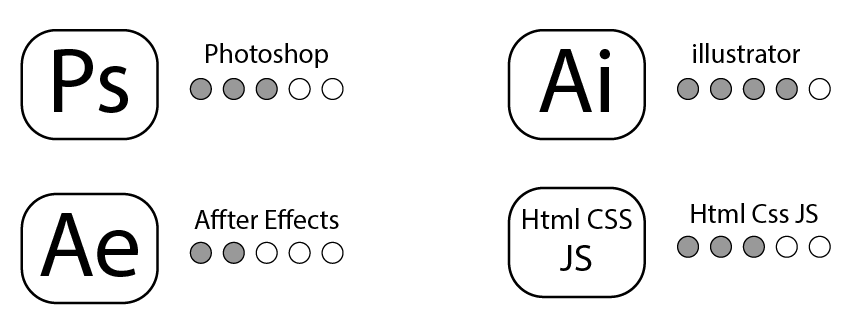 Ps
Photoshop
Ai
illustrator
Ae
Affter Effects
Html CSS
JS
Html Css JS